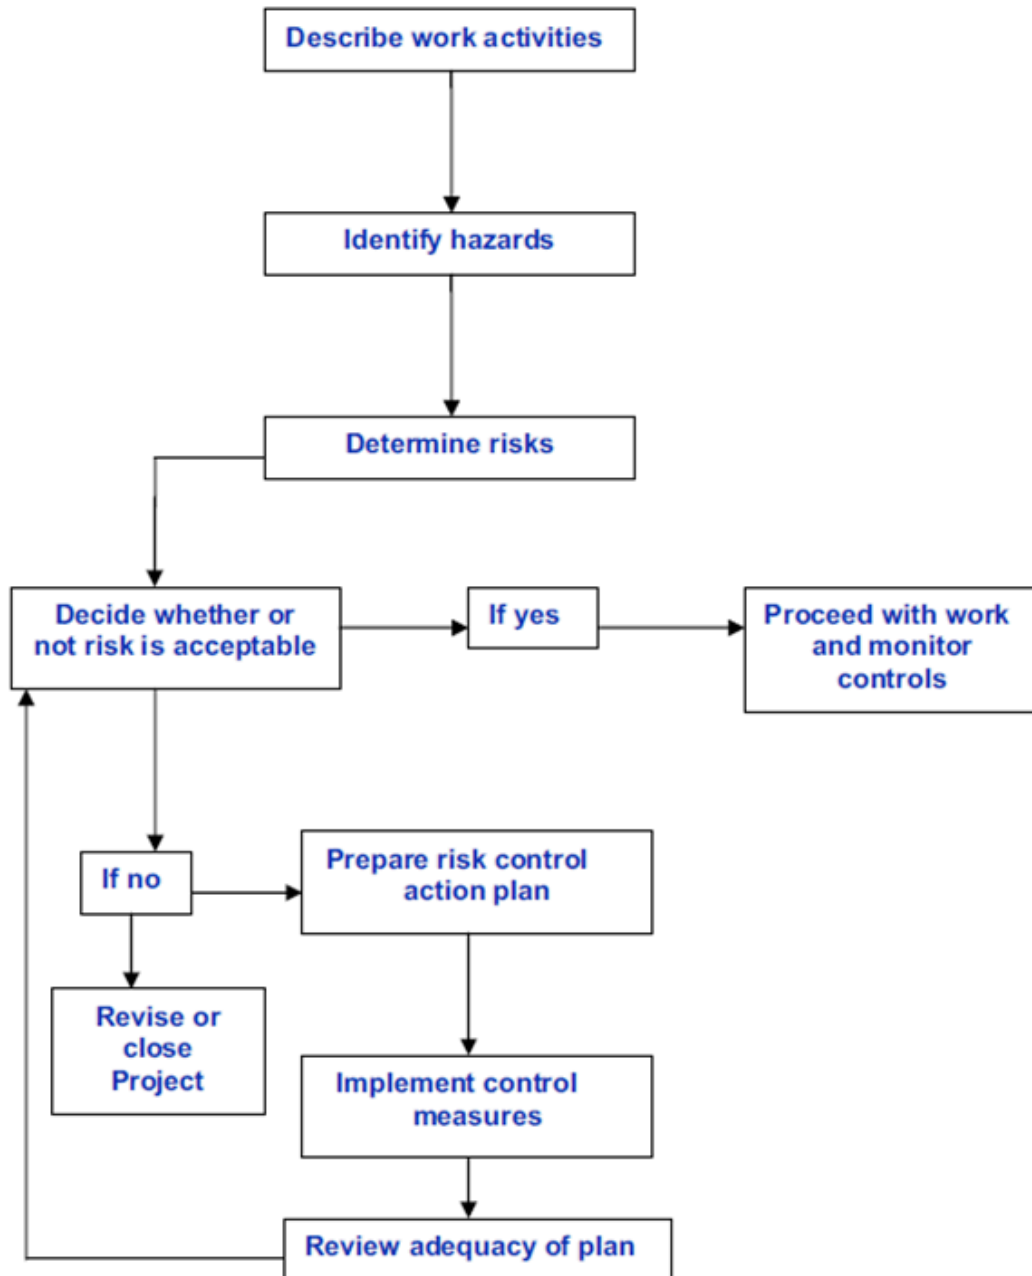 Describe work activities
Identify hazards
Determine risks
Decide whether or
not risk is acceptable
If yes
Proceed with work
and monitor
controls
If no
Prepare risk control
action plan
Revise or
close
Project
Implement control
measures
Review adequacy of plan